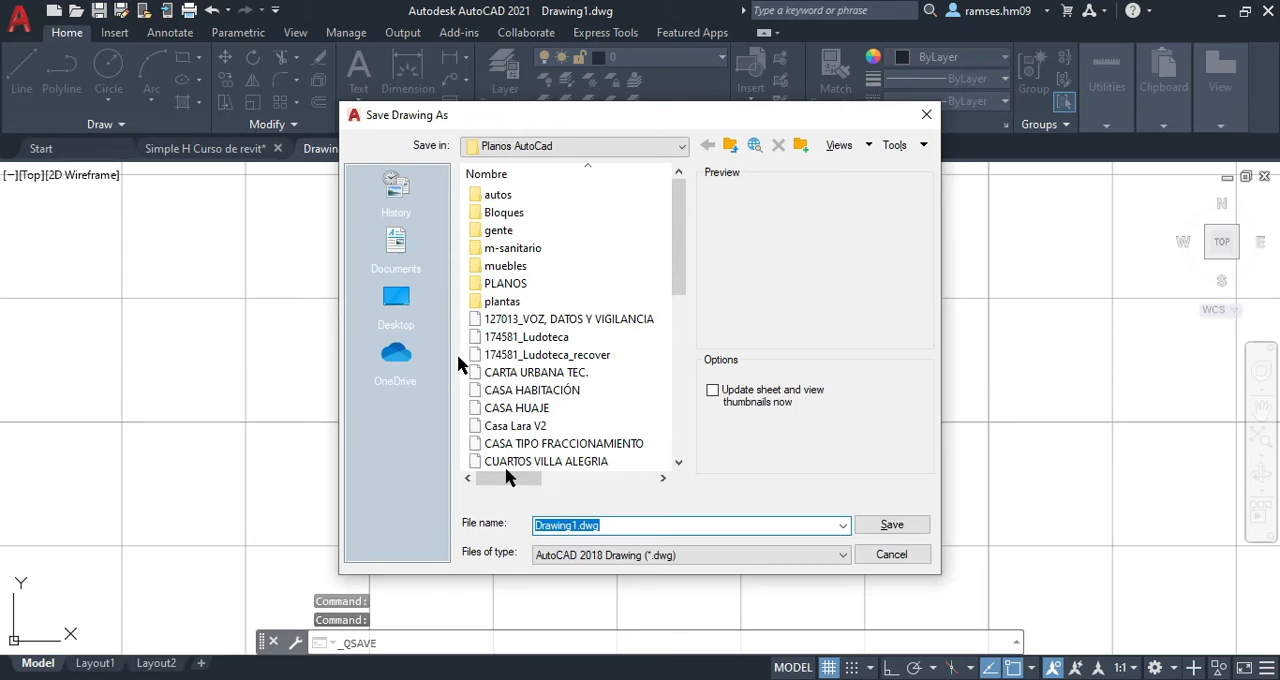 Autodesk AutoCAD 2021 Drawing1.dwg
Type a keyword or phrase
ramses.hm09
Home Insert Annotate Parametric View Manage Output Add-ins Collaborate Express Tools Featured Apps
Line Polyline Circle Arc
Text Dimension
Layer
0
Insert
Match
ByLayer
ByLayer
ByLayer
Group
Utilities
Clipboard
View
Draw
Modify
Groups
Start
Simple H Curso de revit*
Drawin
[−][Top][2D Wireframe]
Save Drawing As
Save in:
Planos AutoCad
Views
Tools
History
Documents
Desktop
OneDrive
Nombre
autos
Bloques
gente
m-sanitario
muebles
PLANOS
plantas
127013_VOZ, DATOS Y VIGILANCIA
174581_Ludoteca
174581_Ludoteca_recover
CARTA URBANA TEC.
CASA HABITACIÓN
CASA HUAJE
Casa Lara V2
CASA TIPO FRACCIONAMIENTO
CUARTOS VILLA ALEGRIA
Preview
Options
Update sheet and view
thumbnails now
File name:
Drawing1.dwg
Save
Files of type:
AutoCAD 2018 Drawing (*.dwg)
Cancel
N
W
TOP
E
S
WCS
Y
X
Command:
Command:
_QSAVE
Model Layout1 Layout2 +
MODEL
1:1